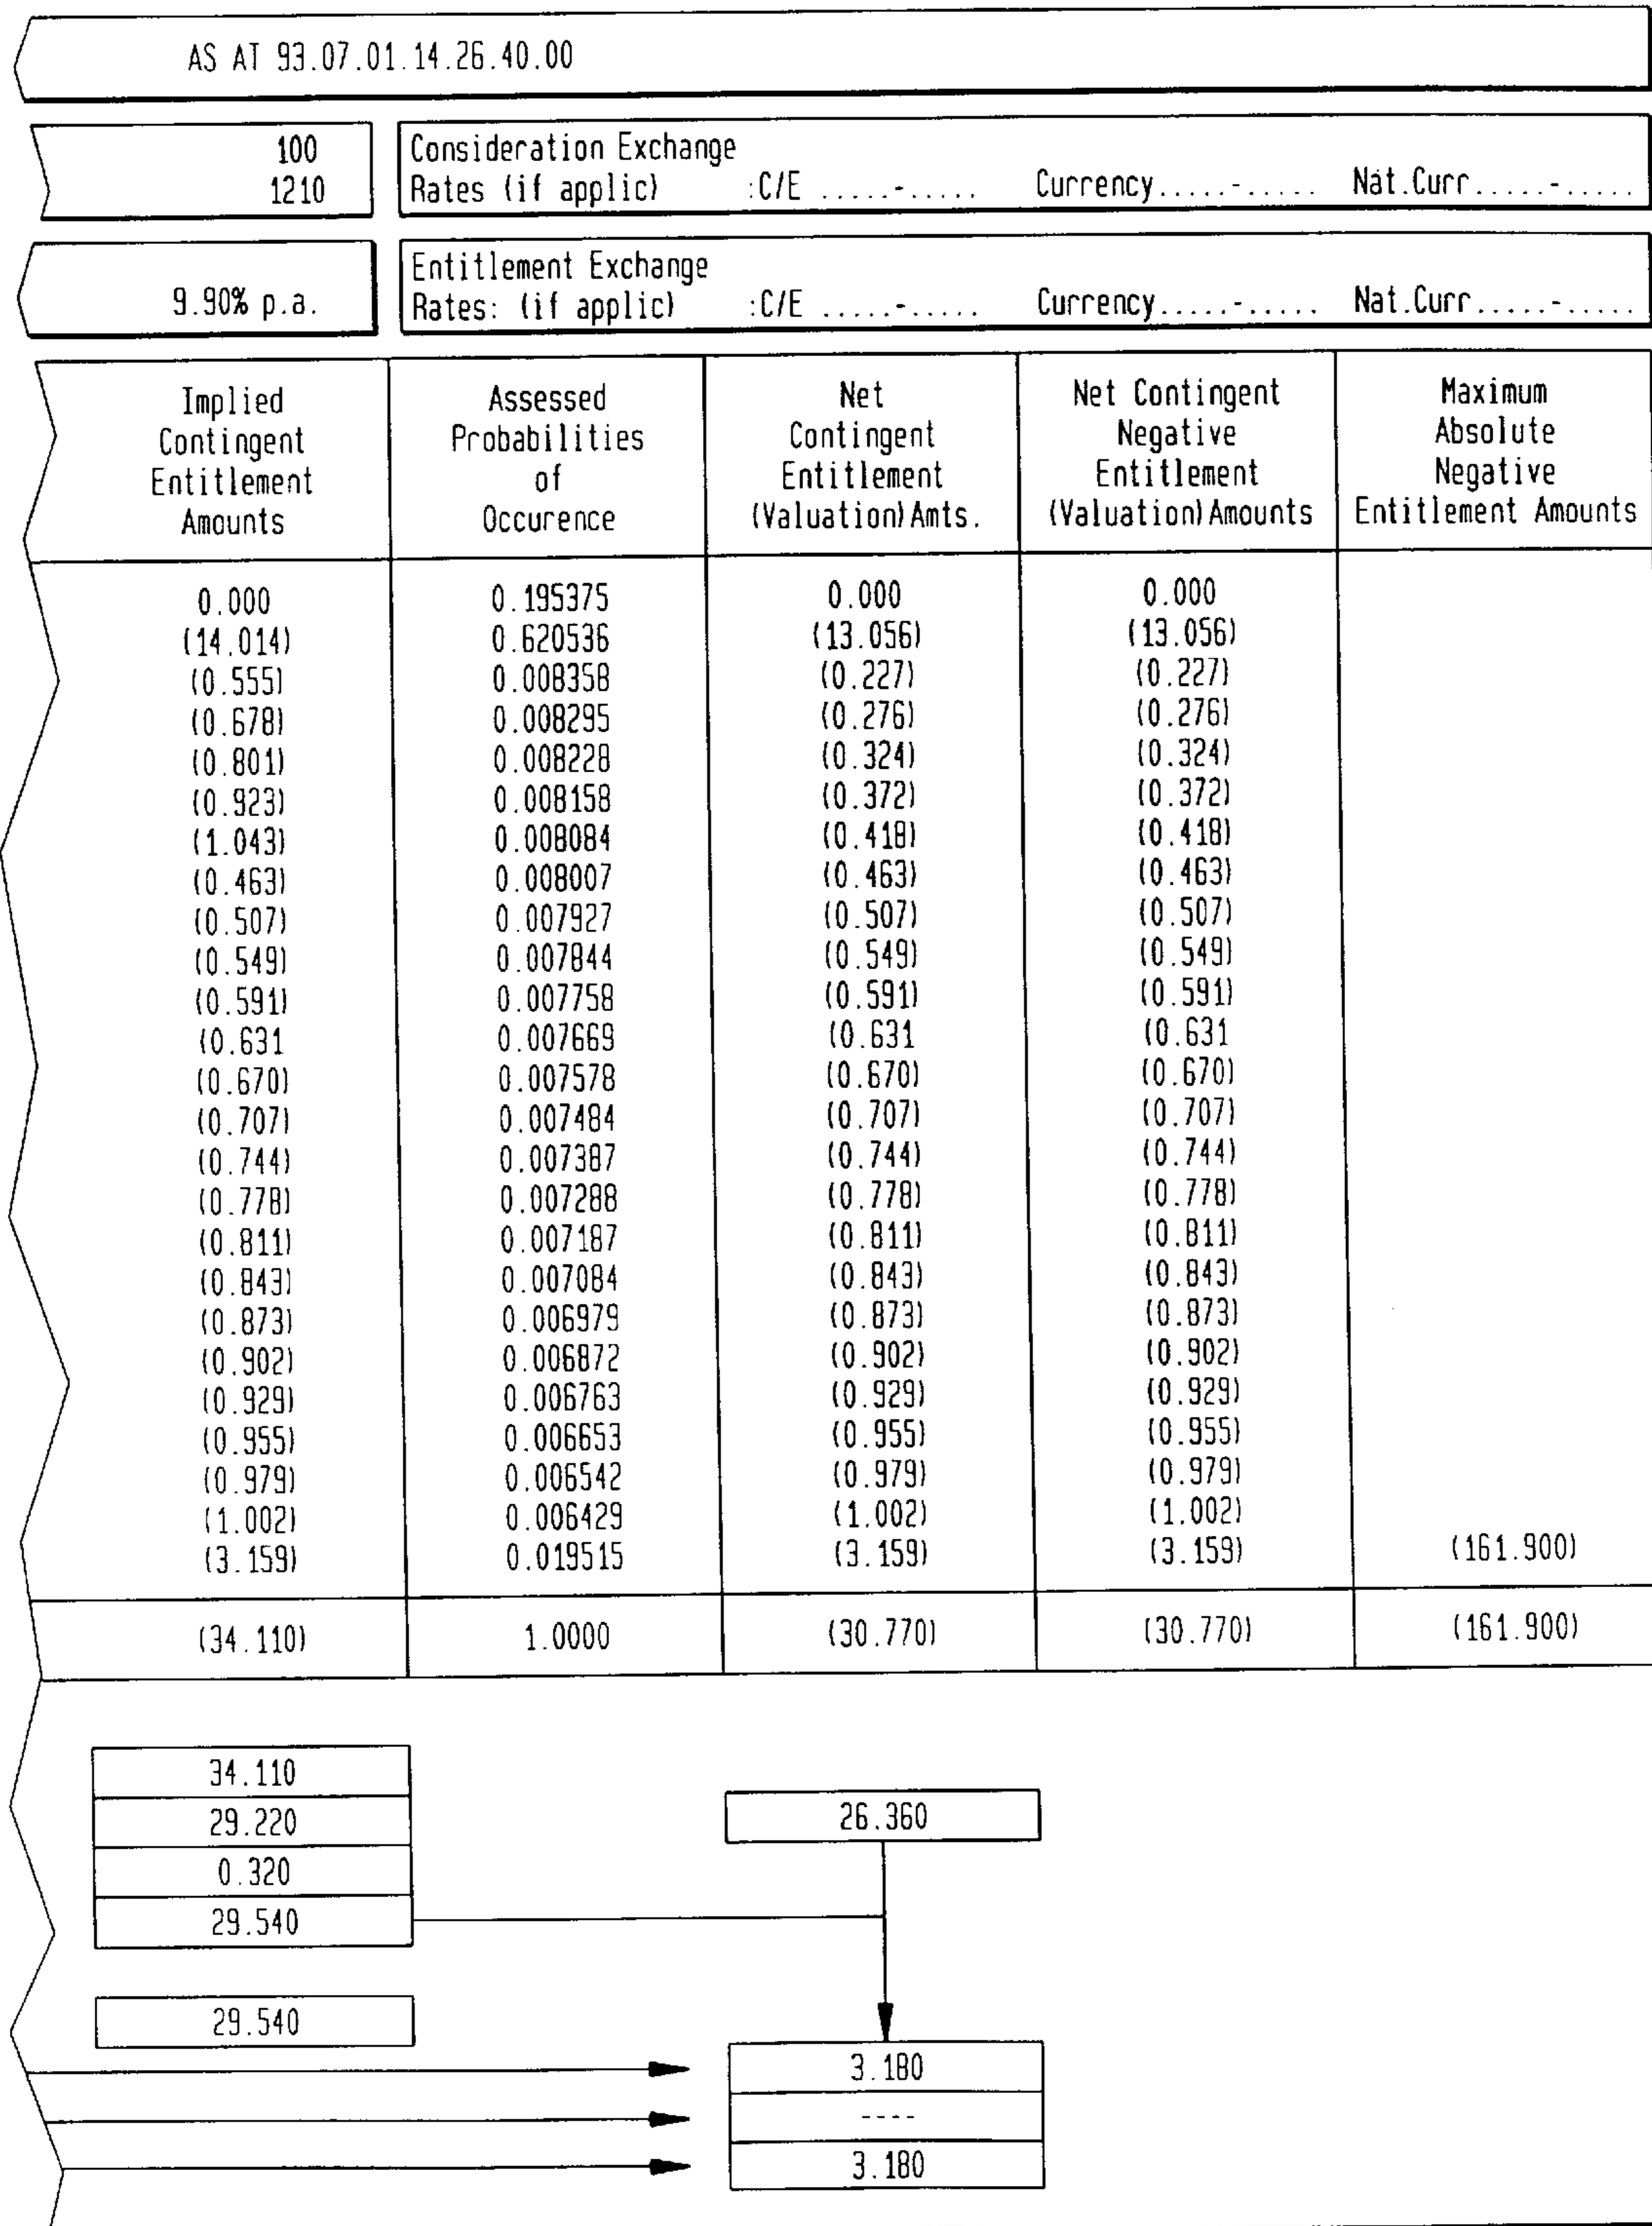 AS AT 93.07.01.14.26.40.00
100
1210
Consideration Exchange
Rates (if applic) :C/E .....-..... Currency.....-..... Nat.Curr.....-.....
9.90% p.a.
Entitlement Exchange
Rates: (if applic) :C/E .....-..... Currency.....-..... Nat.Curr.....-.....
Implied Contingent Entitlement Amounts | Assessed Probabilities of Occurence | Net Contingent Entitlement (Valuation)Amts. | Net Contingent Negative Entitlement (Valuation)Amounts | Maximum Absolute Negative Entitlement Amounts
0.000 0.195375 0.000 0.000
(14.014) 0.620536 (13.056) (13.056)
(0.555) 0.008358 (0.227) (0.227)
(0.678) 0.008295 (0.276) (0.276)
(0.801) 0.008228 (0.324) (0.324)
(0.923) 0.008158 (0.372) (0.372)
(1.043) 0.008084 (0.418) (0.418)
(0.463) 0.008007 (0.463) (0.463)
(0.507) 0.007927 (0.507) (0.507)
(0.549) 0.007844 (0.549) (0.549)
(0.591) 0.007758 (0.591) (0.591)
(0.631 0.007669 (0.631 (0.631
(0.670) 0.007578 (0.670) (0.670)
(0.707) 0.007484 (0.707) (0.707)
(0.744) 0.007387 (0.744) (0.744)
(0.778) 0.007288 (0.778) (0.778)
(0.811) 0.007187 (0.811) (0.811)
(0.843) 0.007084 (0.843) (0.843)
(0.873) 0.006979 (0.873) (0.873)
(0.902) 0.006872 (0.902) (0.902)
(0.929) 0.006763 (0.929) (0.929)
(0.955) 0.006653 (0.955) (0.955)
(0.979) 0.006542 (0.979) (0.979)
(1.002) 0.006429 (1.002) (1.002)
(3.159) 0.019515 (3.159) (3.159) (161.900)
(34.110) 1.0000 (30.770) (30.770) (161.900)
34.110
29.220
0.320
29.540
26.360
29.540
3.180
----
3.180